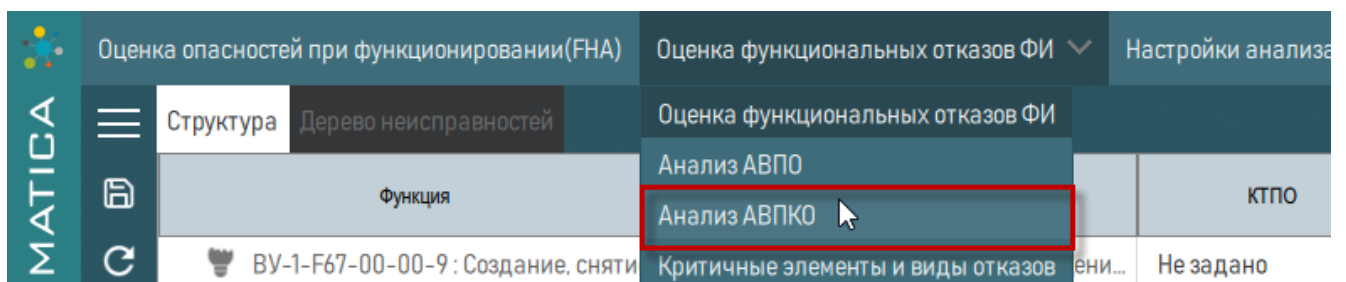 Оценка опасностей при функционировании(FHA) Оценка функциональных отказов ФИ Настройки анализа
MATICA
Структура Дерево неисправностей
Оценка функциональных отказов ФИ
Анализ АВПО
Функция КТПО
Анализ АВПКО
ВУ-1-F67-00-00-9 : Создание, сняти Критичные элементы и виды отказов ени... Не задано